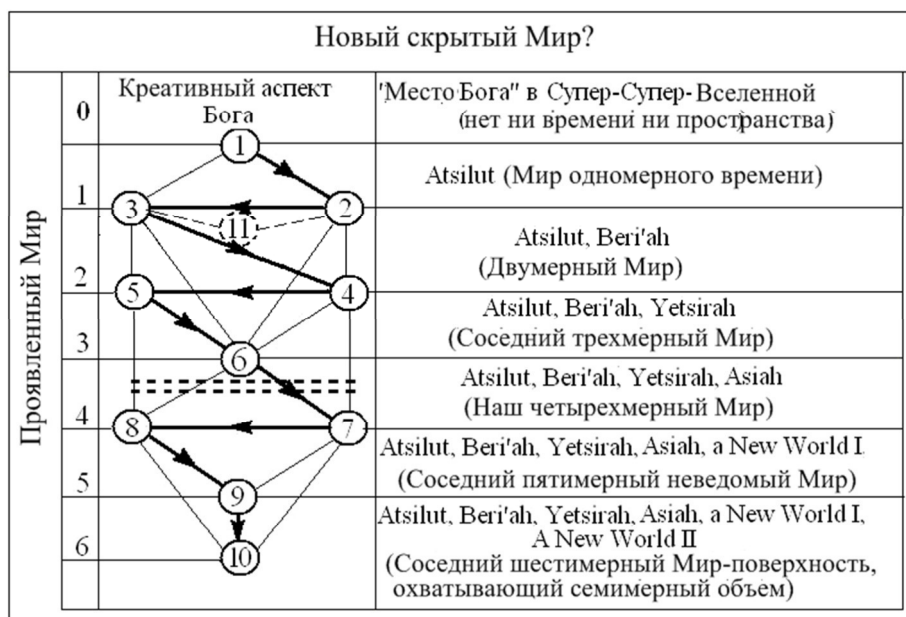 Новый скрытый Мир?
Проявленный Мир
0
Креативный аспект
Бога
"Место Бога" в Супер-Супер-Вселенной
(нет ни времени ни пространства)
1
1
Atsilut (Мир одномерного времени)
3
2
11
2
Atsilut, Beri'ah
(Двумерный Мир)
5
4
3
Atsilut, Beri'ah, Yetsirah
(Соседний трехмерный Мир)
6
4
Atsilut, Beri'ah, Yetsirah, Asiah
(Наш четырехмерный Мир)
8
7
5
Atsilut, Beri'ah, Yetsirah, Asiah, a New World I
(Соседний пятимерный неведомый Мир)
9
6
Atsilut, Beri'ah, Yetsirah, Asiah, a New World I,
A New World II
(Соседний шестимерный Мир-поверхность,
охватывающий семимерный объем)
10